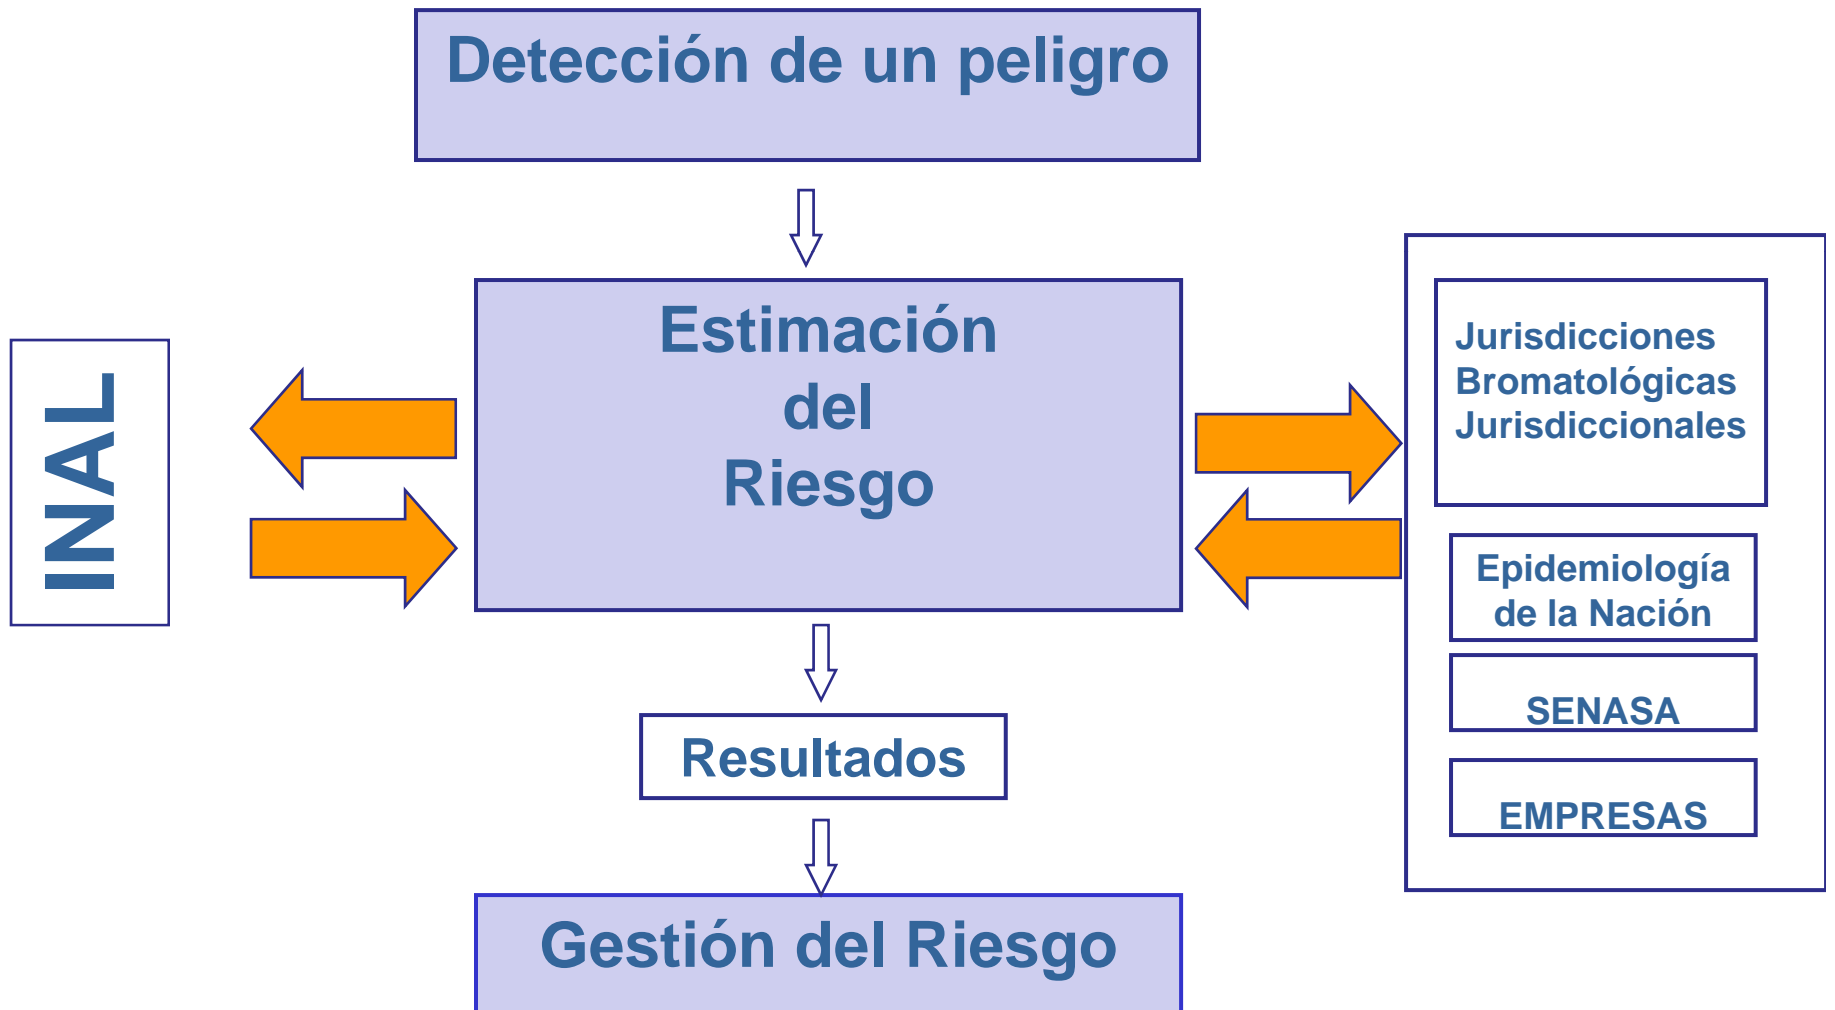 Detección de un peligro
Estimación
del
Riesgo
INAL
Jurisdicciones
Bromatológicas
Jurisdiccionales
Epidemiología
de la Nación
SENASA
EMPRESAS
Resultados
Gestión del Riesgo